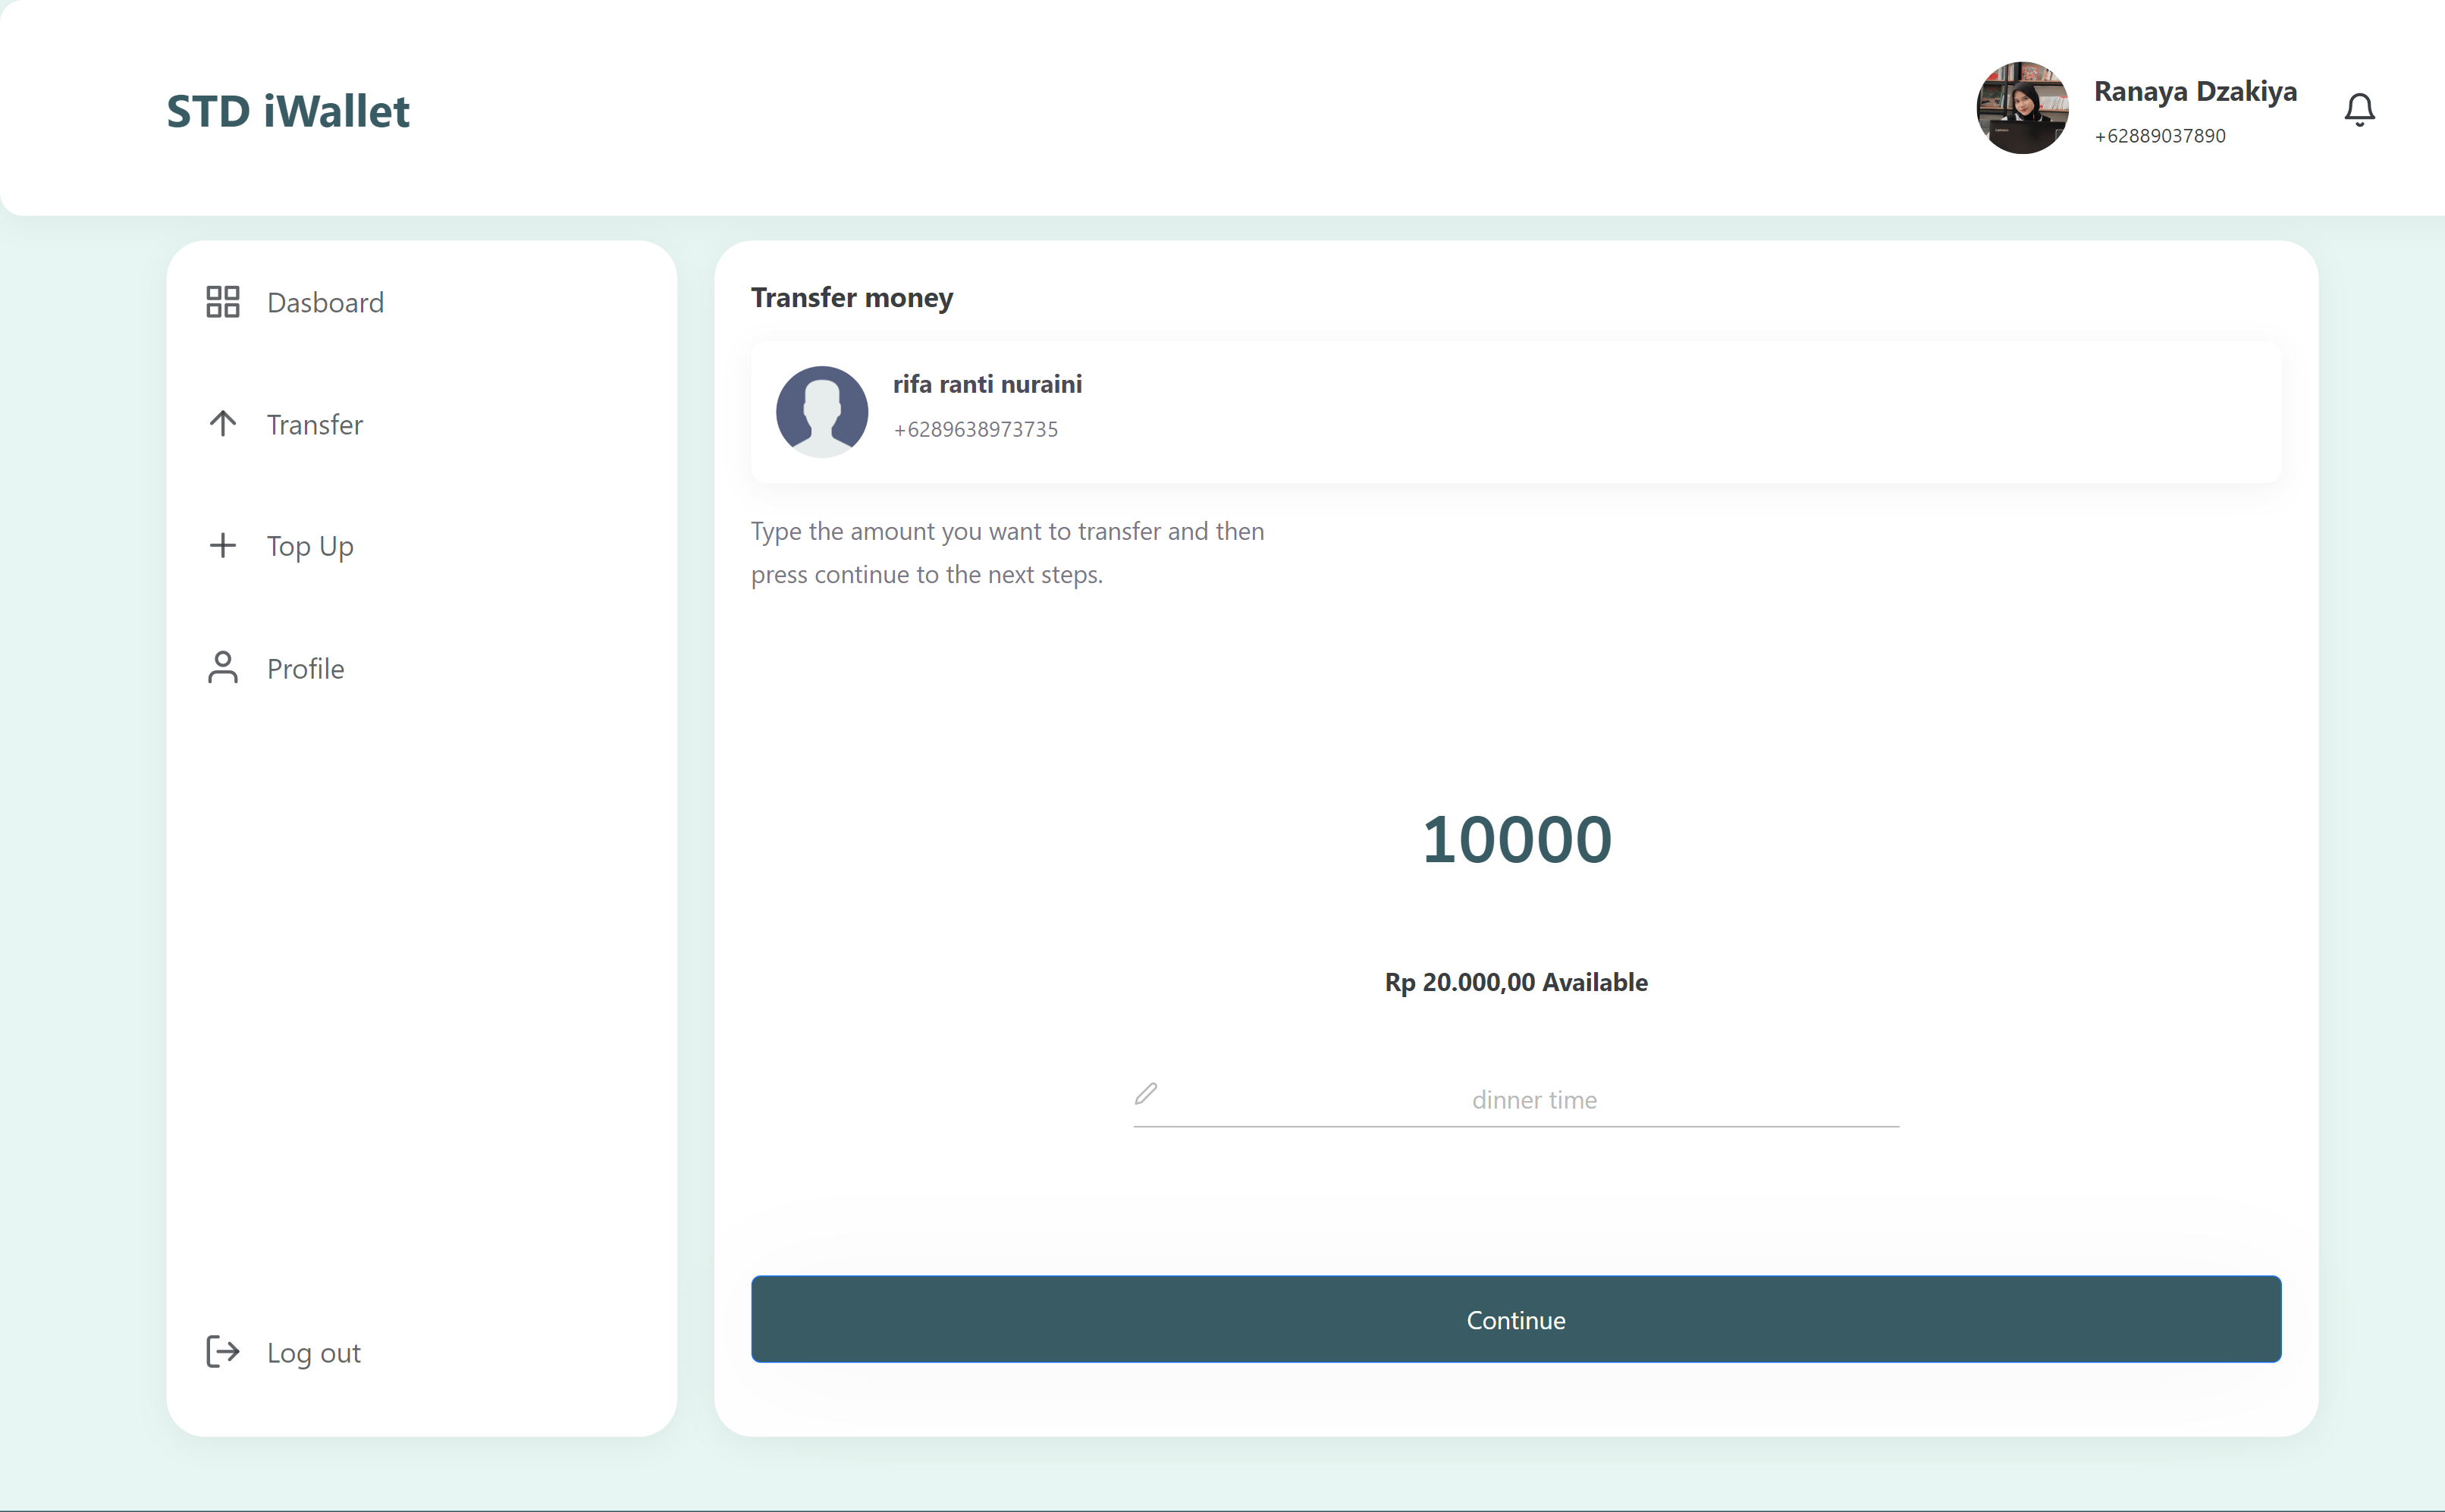 STD iWallet
Ranaya Dzakiya
+62889037890
Dasboard
Transfer
Top Up
Profile
Log out
Transfer money
rifa ranti nuraini
+6289638973735
Type the amount you want to transfer and then
press continue to the next steps.
10000
Rp 20.000,00 Available
dinner time
Continue